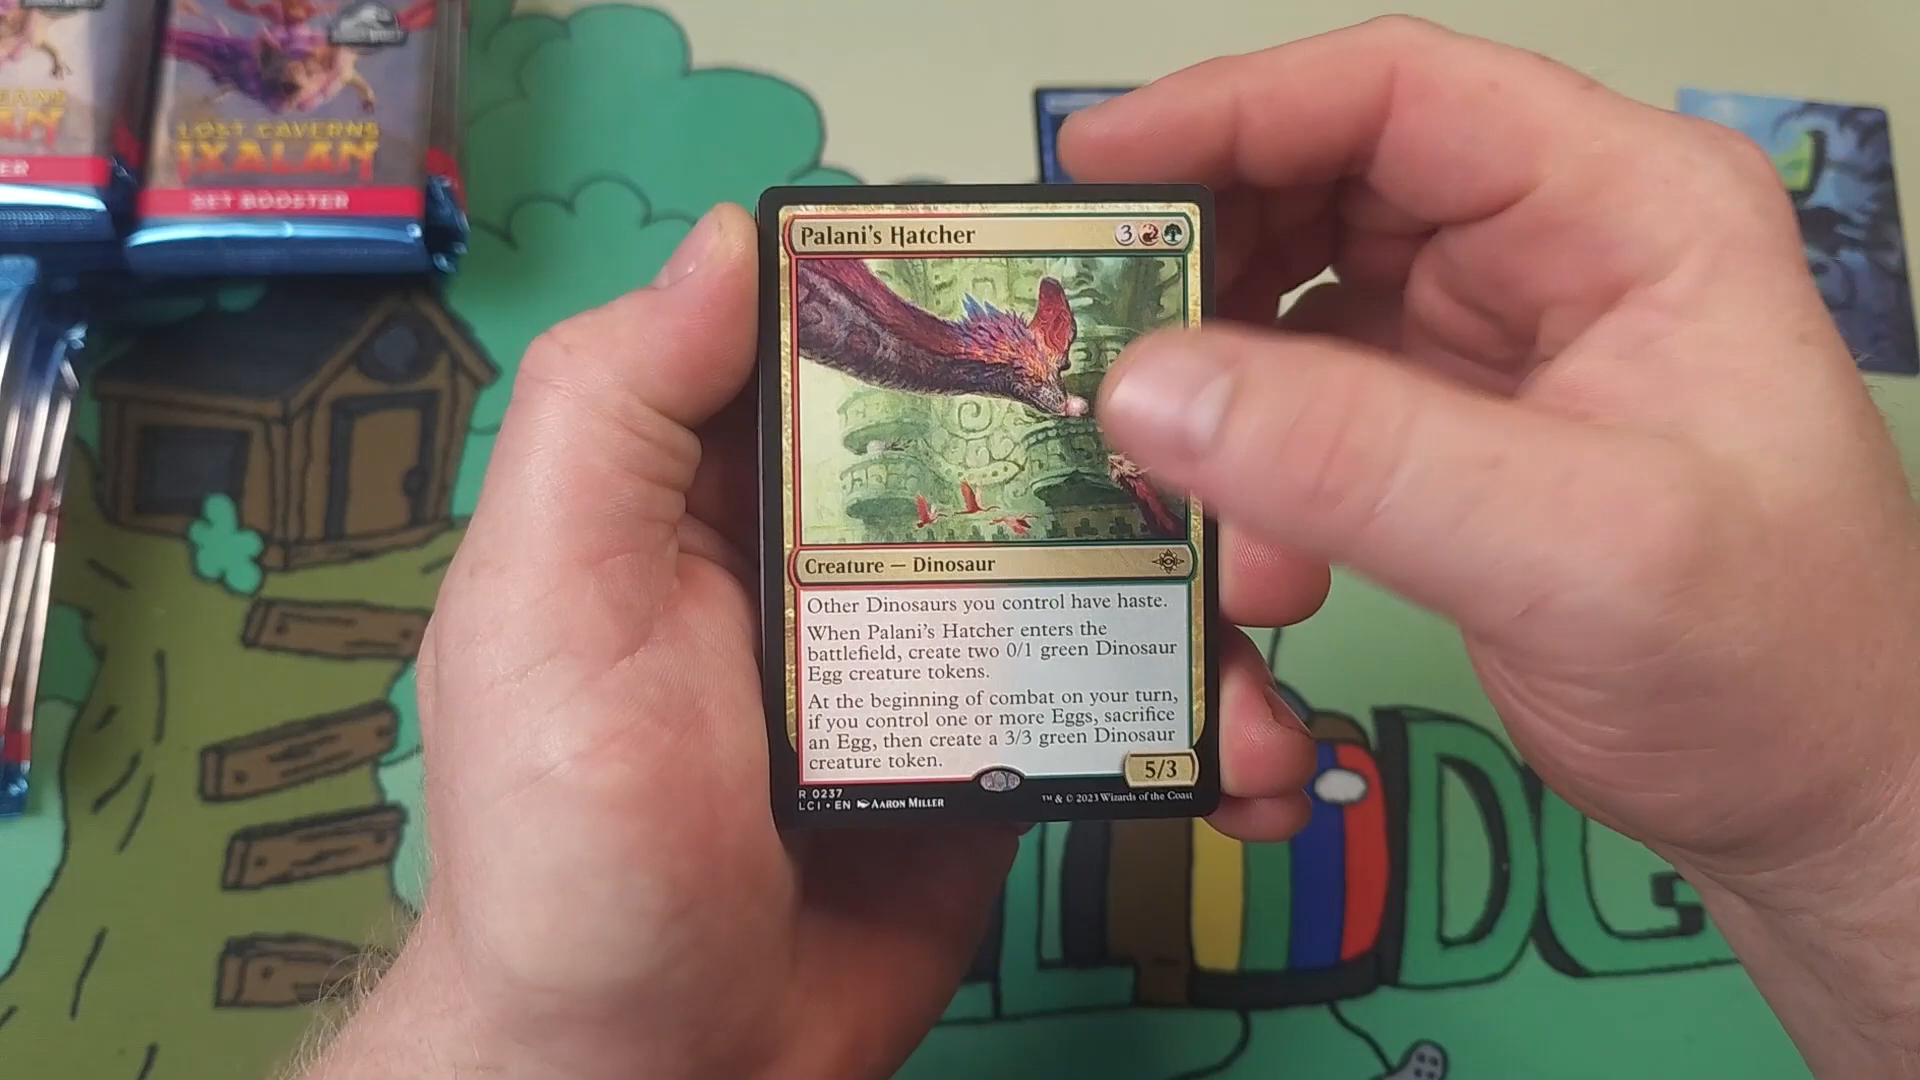 LOST CAVERNS
IXALAN
SET BOOSTER
ER
Palani's Hatcher
3
Creature — Dinosaur
Other Dinosaurs you control have haste.
When Palani's Hatcher enters the
battlefield, create two 0/1 green Dinosaur
Egg creature tokens.
At the beginning of combat on your turn,
if you control one or more Eggs, sacrifice
an Egg, then create a 3/3 green Dinosaur
creature token.
5/3
R 0237
LCI • EN AARON MILLER
™ & © 2023 Wizards of the Coast
DG